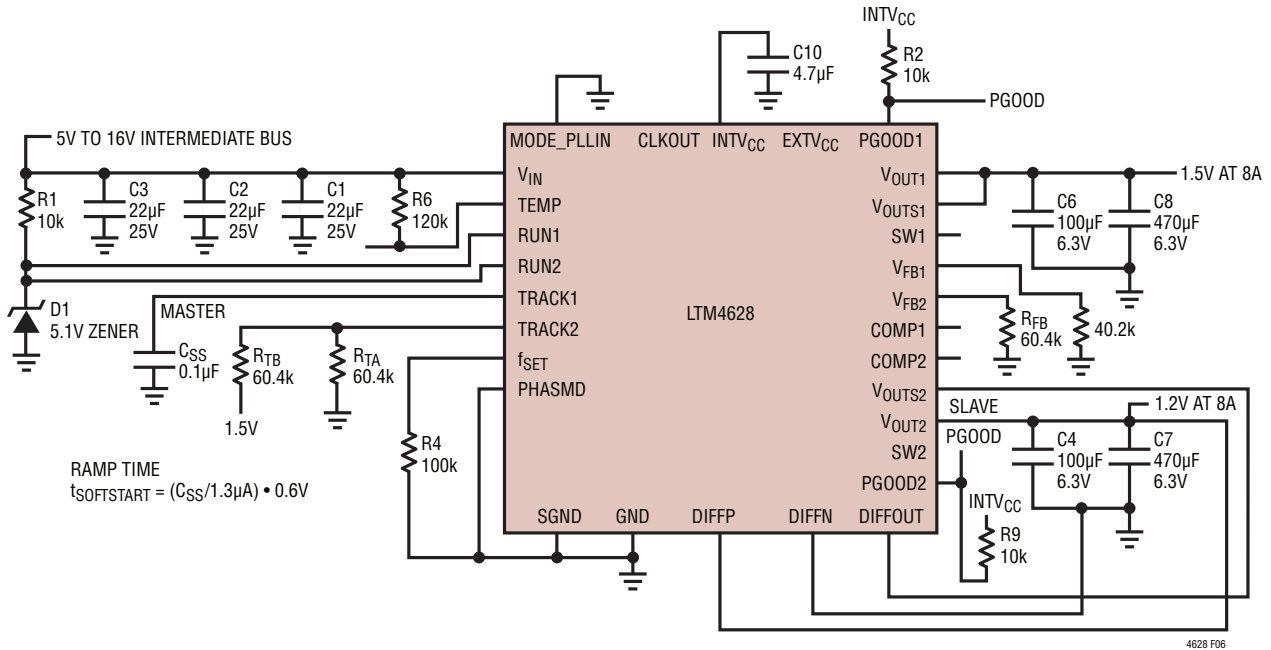 INTVCC
R2
10k
PGOOD
C10
4.7µF
5V TO 16V INTERMEDIATE BUS
R1
10k
C3
22µF
25V
C2
22µF
25V
C1
22µF
25V
R6
120k
D1
5.1V ZENER
MASTER
CSS
0.1µF
RTB
60.4k
1.5V
RTA
60.4k
R4
100k
RAMP TIME
tSOFTSTART = (CSS/1.3µA) • 0.6V
MODE_PLLIN
CLKOUT
INTVCC
EXTVCC
PGOOD1
VIN
TEMP
RUN1
RUN2
TRACK1
TRACK2
fSET
PHASMD
LTM4628
VOUT1
VOUTS1
SW1
VFB1
VFB2
COMP1
COMP2
VOUTS2
VOUT2
SW2
PGOOD2
SGND
GND
DIFFP
DIFFN
DIFFOUT
1.5V AT 8A
C6
100µF
6.3V
C8
470µF
6.3V
RFB
60.4k
40.2k
SLAVE
1.2V AT 8A
PGOOD
C4
100µF
6.3V
C7
470µF
6.3V
INTVCC
R9
10k
4628 F06